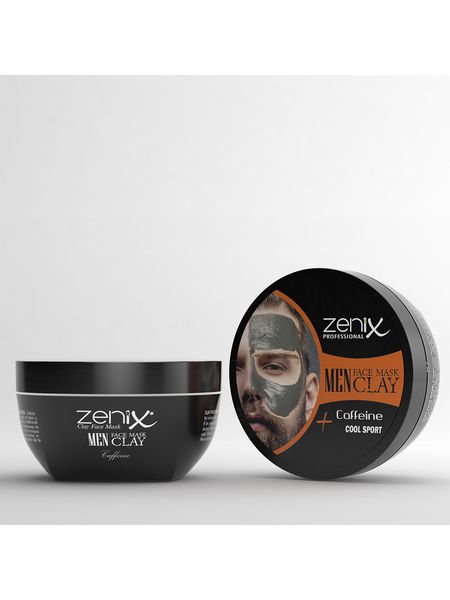 zenix
Clay Face Mask
MEN FACE MASK
CLAY
Caffeine
zenix
PROFESSIONAL
MEN FACE MASK
CLAY
+ Caffeine
COOL SPORT